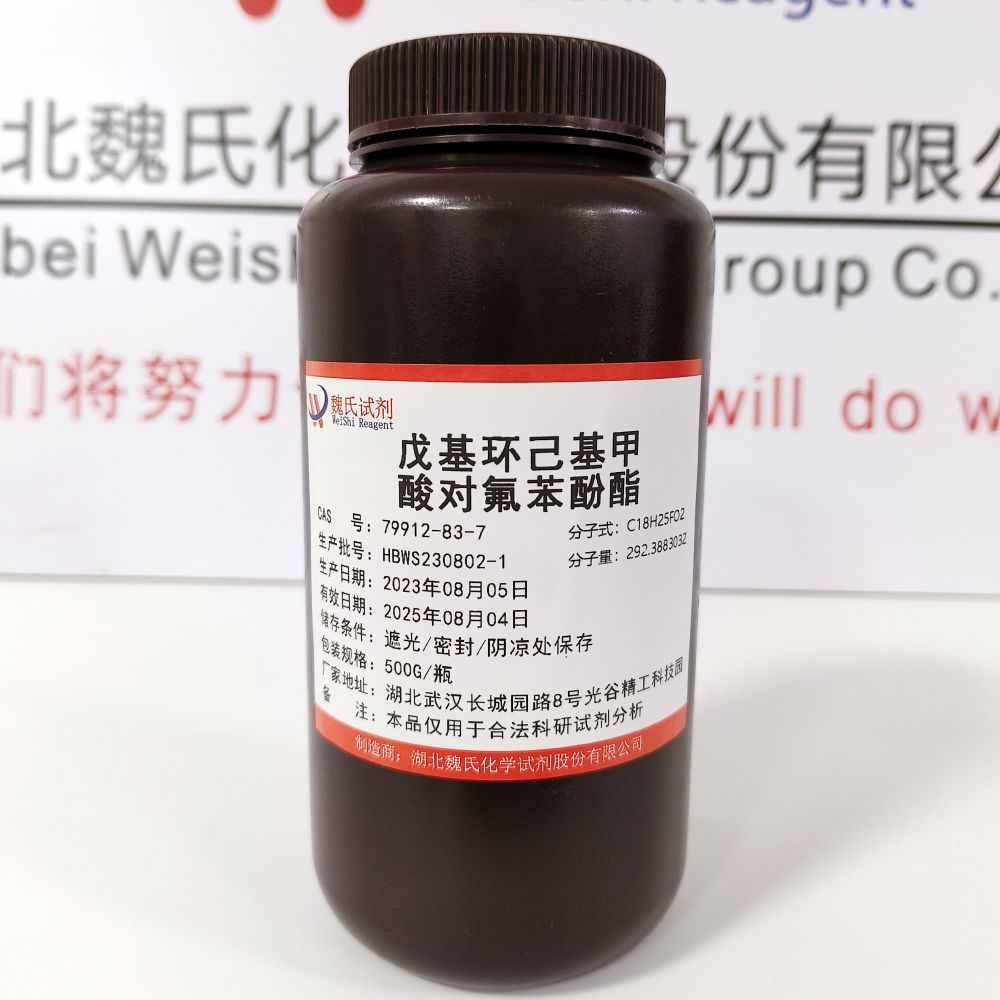 Reagent
北魏氏化
股份有限公
bei Weish
roup Co.
们将努力
will do w
魏氏试剂
WeiShi Reagent
戊基环己基甲
酸对氟苯酚酯
CAS 号：79912-83-7
分子式：C18H25FO2
生产批号：HBWS230802-1
分子量：292.3883032
生产日期：2023年08月05日
有效日期：2025年08月04日
储存条件：遮光/密封/阴凉处保存
包装规格：500G/瓶
厂家地址：湖北武汉长城园路8号光谷精工科技园
备 注：本品仅用于合法科研试剂分析
制造商：湖北魏氏化学试剂股份有限公司